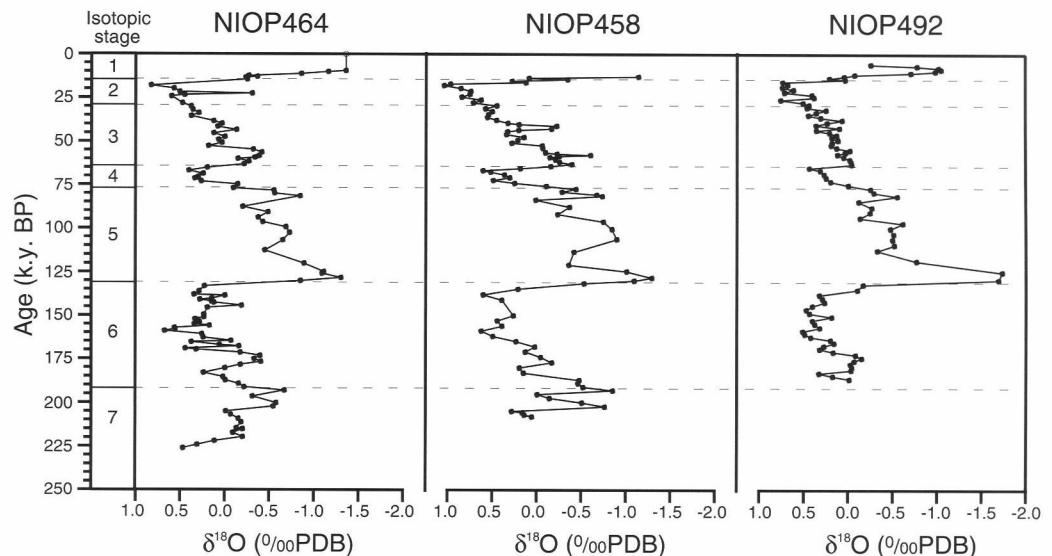 Isotopic
stage
NIOP464
NIOP458
NIOP492
Age (k.y. BP)
0
25
50
75
100
125
150
175
200
225
250
1
2
3
4
5
6
7
1.0 0.5 0.0 -0.5 -1.0 -1.5 -2.0
1.0 0.5 0.0 -0.5 -1.0 -1.5 -2.0
1.0 0.5 0.0 -0.5 -1.0 -1.5 -2.0
δ¹⁸O (⁰/₀₀PDB)
δ¹⁸O (⁰/₀₀PDB)
δ¹⁸O (⁰/₀₀PDB)